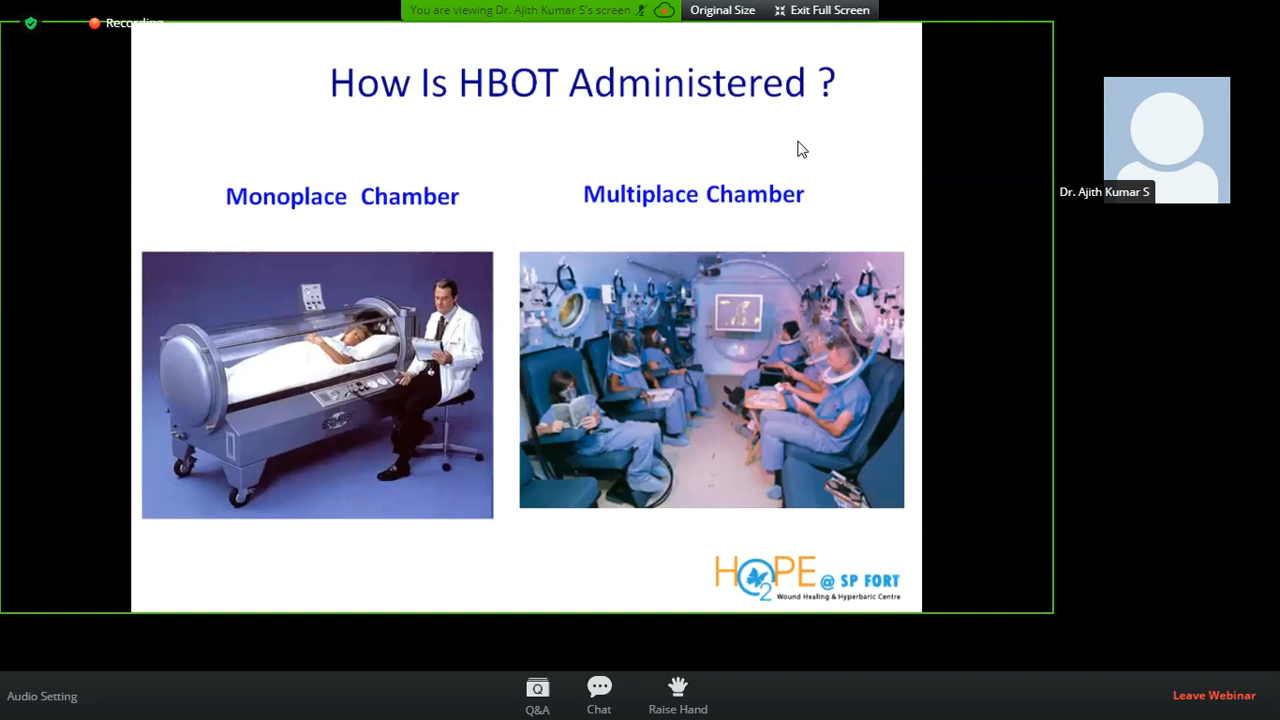 You are viewing Dr. Ajith Kumar S's screen
Original Size
Exit Full Screen
Recording
How Is HBOT Administered ?
Monoplace Chamber
Multiplace Chamber
Dr. Ajith Kumar S
HO2PE @ SP FORT
Wound Healing & Hyperbaric Centre
Audio Setting
Q&A
Chat
Raise Hand
Leave Webinar